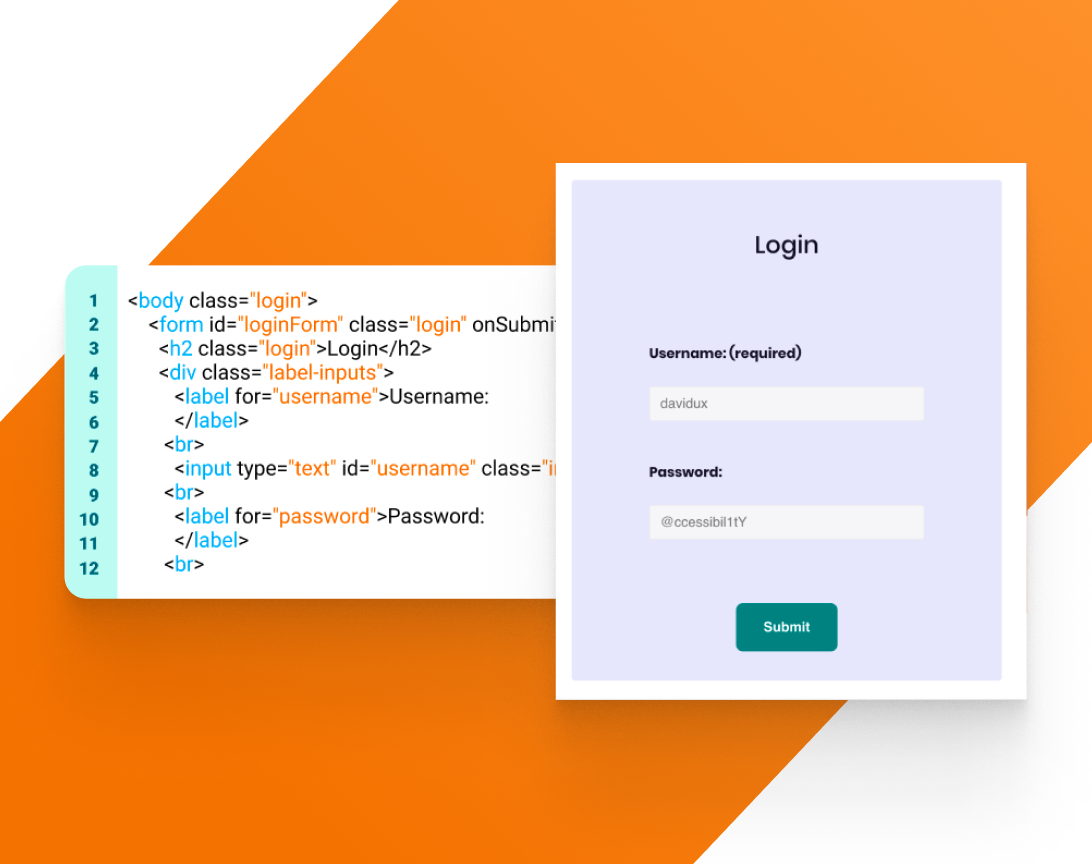 1 <body class="login">
2 <form id="loginForm" class="login" onSubmi
3 <h2 class="login">Login</h2>
4 <div class="label-inputs">
5 <label for="username">Username:
6 </label>
7 <br>
8 <input type="text" id="username" class="i
9 <br>
10 <label for="password">Password:
11 </label>
12 <br>
Login
Username: (required)
davidux
Password:
@ccessibil1tY
Submit